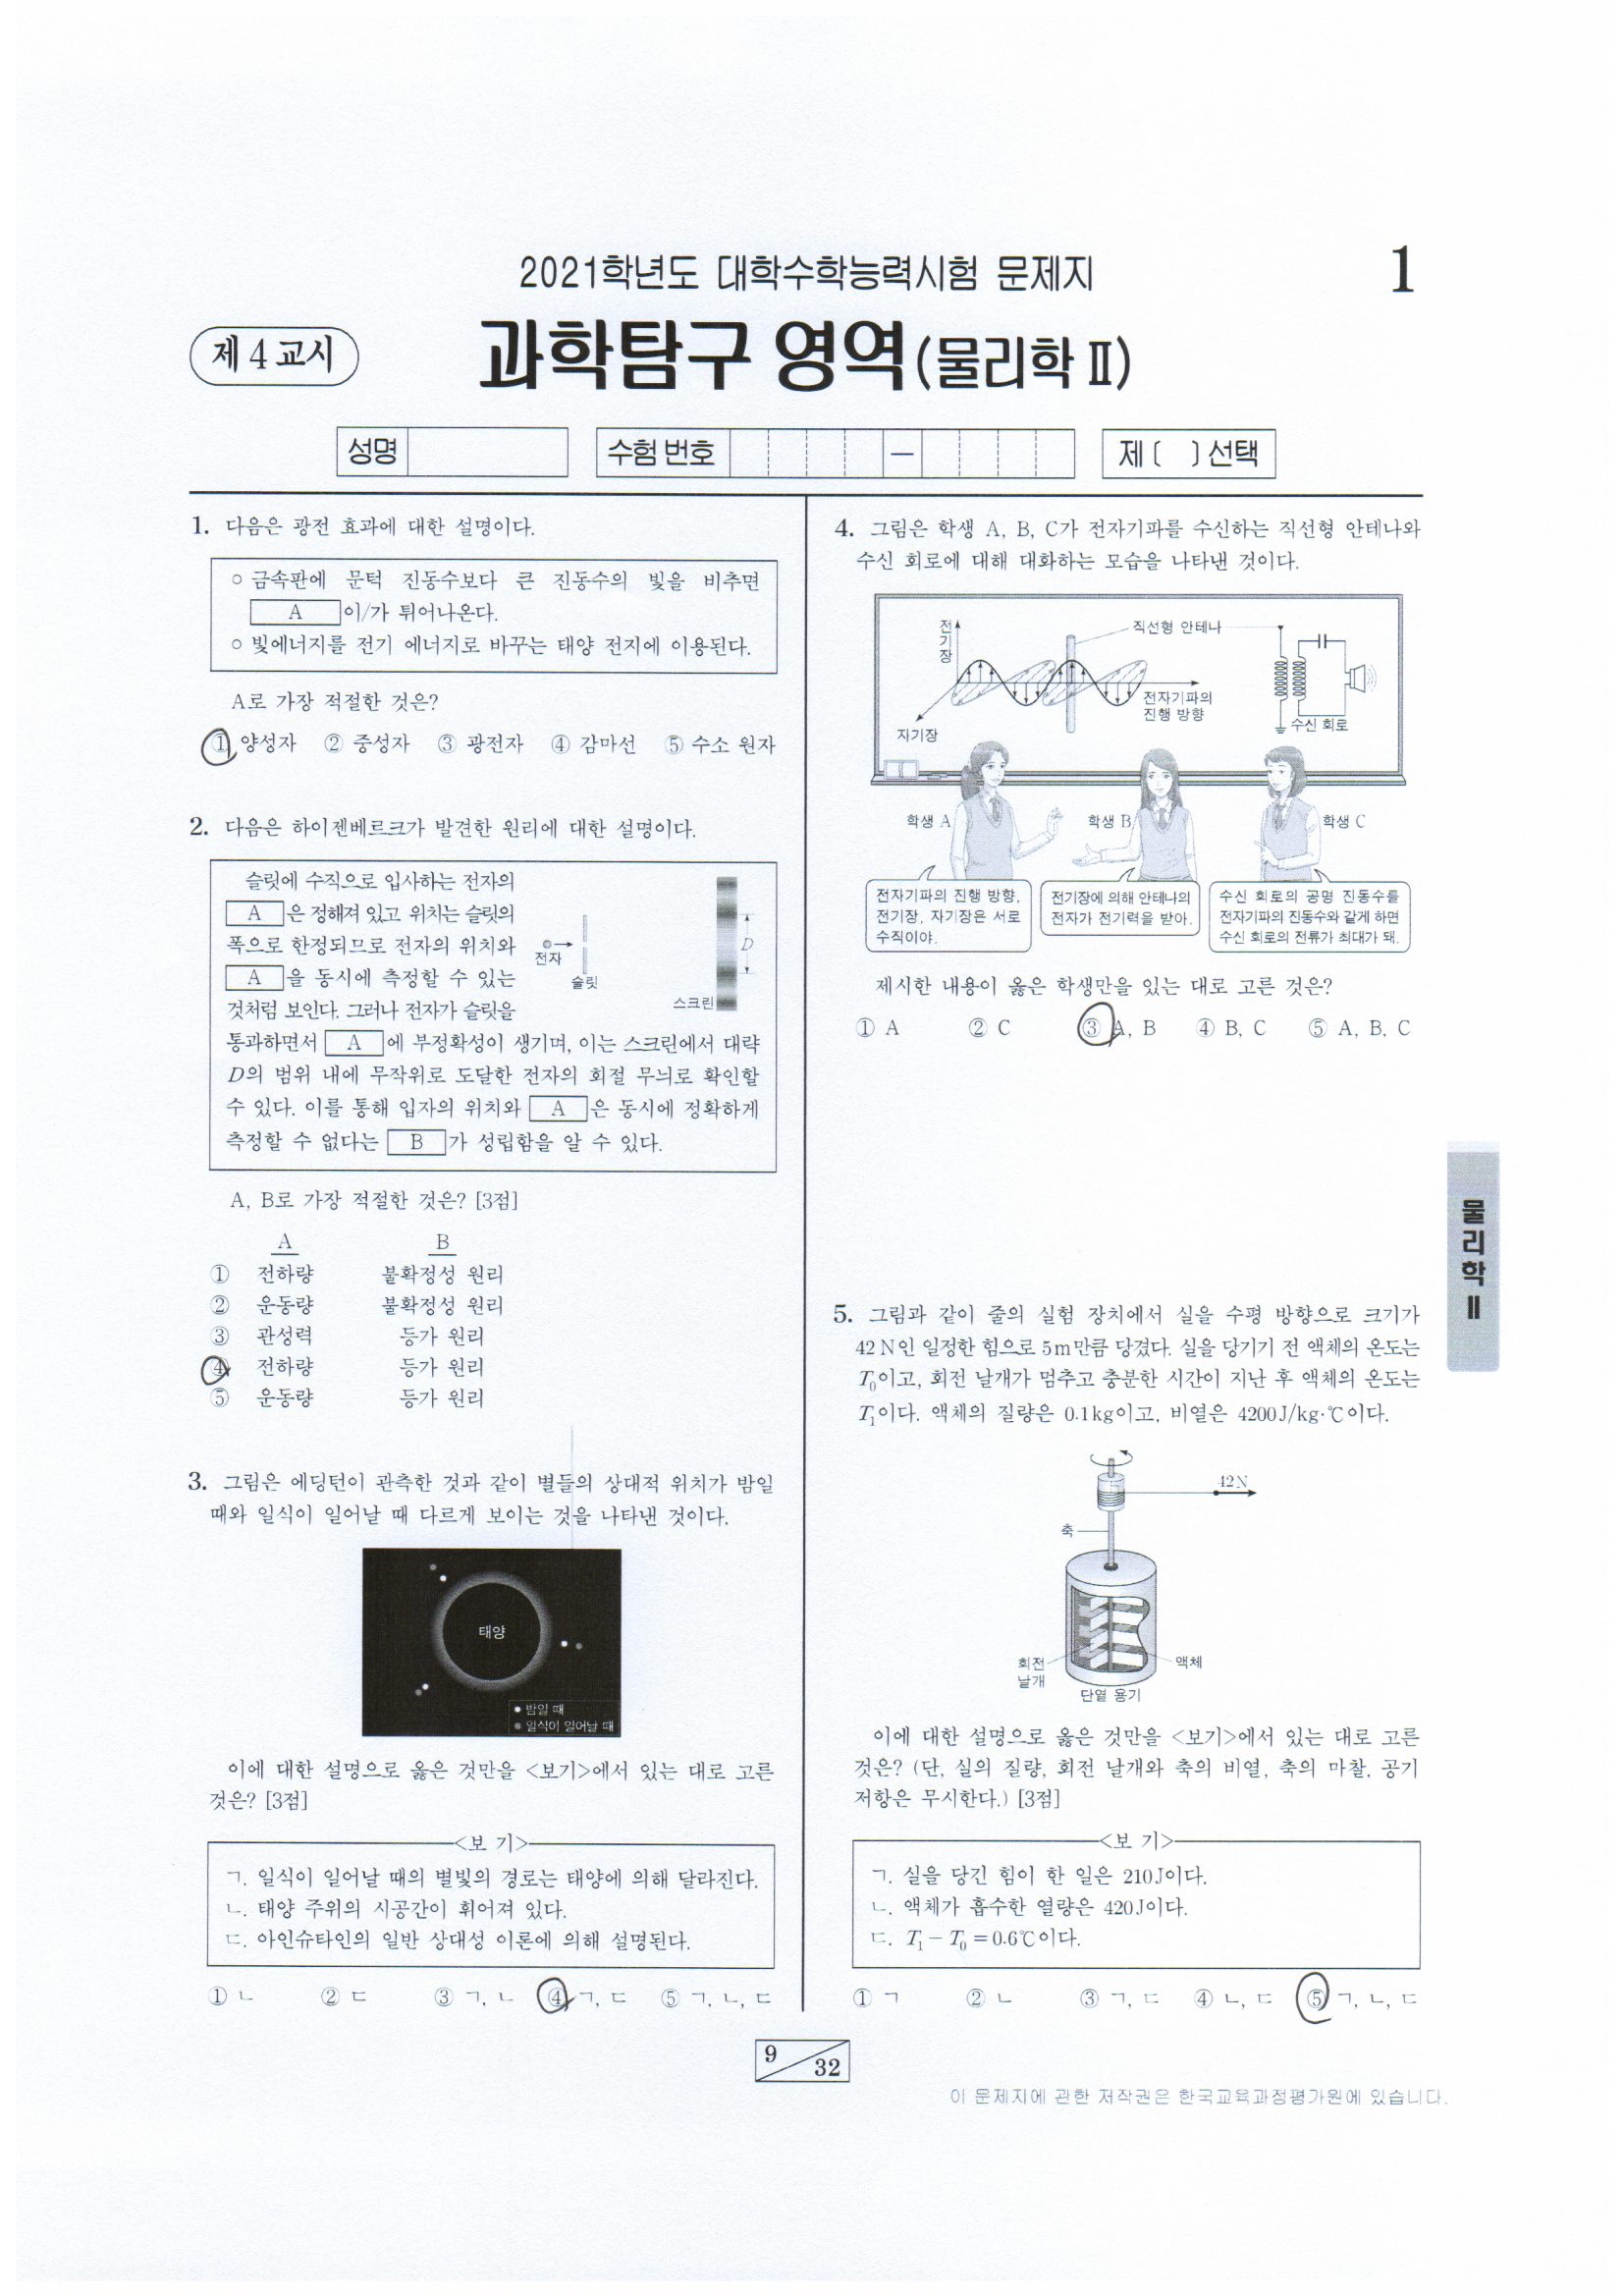 2021학년도 대학수학능력시험 문제지
1
제 4 교시
과학탐구 영역(물리학 Ⅱ)
성명
수험 번호
—
제 〔 〕 선택
1. 다음은 광전 효과에 대한 설명이다.
○ 금속판에 문턱 진동수보다 큰 진동수의 빛을 비추면
A 이/가 튀어나온다.
○ 빛에너지를 전기 에너지로 바꾸는 태양 전지에 이용된다.
A로 가장 적절한 것은?
① 양성자 ② 중성자 ③ 광전자 ④ 감마선 ⑤ 수소 원자
2. 다음은 하이젠베르크가 발견한 원리에 대한 설명이다.
슬릿에 수직으로 입사하는 전자의
A 은 정해져 있고 위치는 슬릿의
폭으로 한정되므로 전자의 위치와
A 을 동시에 측정할 수 있는
것처럼 보인다. 그러나 전자가 슬릿을
전자
슬릿
스크린
D
통과하면서 A 에 부정확성이 생기며, 이는 스크린에서 대략
D의 범위 내에 무작위로 도달한 전자의 회절 무늬로 확인할
수 있다. 이를 통해 입자의 위치와 A 은 동시에 정확하게
측정할 수 없다는 B 가 성립함을 알 수 있다.
A, B로 가장 적절한 것은? [3점]
A B
① 전하량 불확정성 원리
② 운동량 불확정성 원리
③ 관성력 등가 원리
④ 전하량 등가 원리
⑤ 운동량 등가 원리
3. 그림은 에딩턴이 관측한 것과 같이 별들의 상대적 위치가 밤일
때와 일식이 일어날 때 다르게 보이는 것을 나타낸 것이다.
태양
밤일 때
일식이 일어날 때
이에 대한 설명으로 옳은 것만을 <보기>에서 있는 대로 고른
것은? [3점]
<보 기>
ㄱ. 일식이 일어날 때의 별빛의 경로는 태양에 의해 달라진다.
ㄴ. 태양 주위의 시공간이 휘어져 있다.
ㄷ. 아인슈타인의 일반 상대성 이론에 의해 설명된다.
① ㄴ ② ㄷ ③ ㄱ, ㄴ ④ ㄱ, ㄷ ⑤ ㄱ, ㄴ, ㄷ
4. 그림은 학생 A, B, C가 전자기파를 수신하는 직선형 안테나와
수신 회로에 대해 대화하는 모습을 나타낸 것이다.
전기장
직선형 안테나
전자기파의
진행 방향
자기장
수신 회로
학생 A
학생 B
학생 C
전자기파의 진행 방향,
전기장, 자기장은 서로
수직이야.
전기장에 의해 안테나의
전자가 전기력을 받아.
수신 회로의 공명 진동수를
전자기파의 진동수와 같게 하면
수신 회로의 전류가 최대가 돼.
제시한 내용이 옳은 학생만을 있는 대로 고른 것은?
① A ② C ③ A, B ④ B, C ⑤ A, B, C
5. 그림과 같이 줄의 실험 장치에서 실을 수평 방향으로 크기가
42 N인 일정한 힘으로 5m만큼 당겼다. 실을 당기기 전 액체의 온도는
T₀이고, 회전 날개가 멈추고 충분한 시간이 지난 후 액체의 온도는
T₁이다. 액체의 질량은 0.1kg이고, 비열은 4200J/kg·℃이다.
42N
축
회전
날개
액체
단열 용기
이에 대한 설명으로 옳은 것만을 <보기>에서 있는 대로 고른
것은? (단, 실의 질량, 회전 날개와 축의 비열, 축의 마찰, 공기
저항은 무시한다.) [3점]
<보 기>
ㄱ. 실을 당긴 힘이 한 일은 210J이다.
ㄴ. 액체가 흡수한 열량은 420J이다.
ㄷ. T₁ − T₀ = 0.6℃이다.
① ㄱ ② ㄴ ③ ㄱ, ㄷ ④ ㄴ, ㄷ ⑤ ㄱ, ㄴ, ㄷ
물리학 Ⅱ
9 32
이 문제지에 관한 저작권은 한국교육과정평가원에 있습니다.